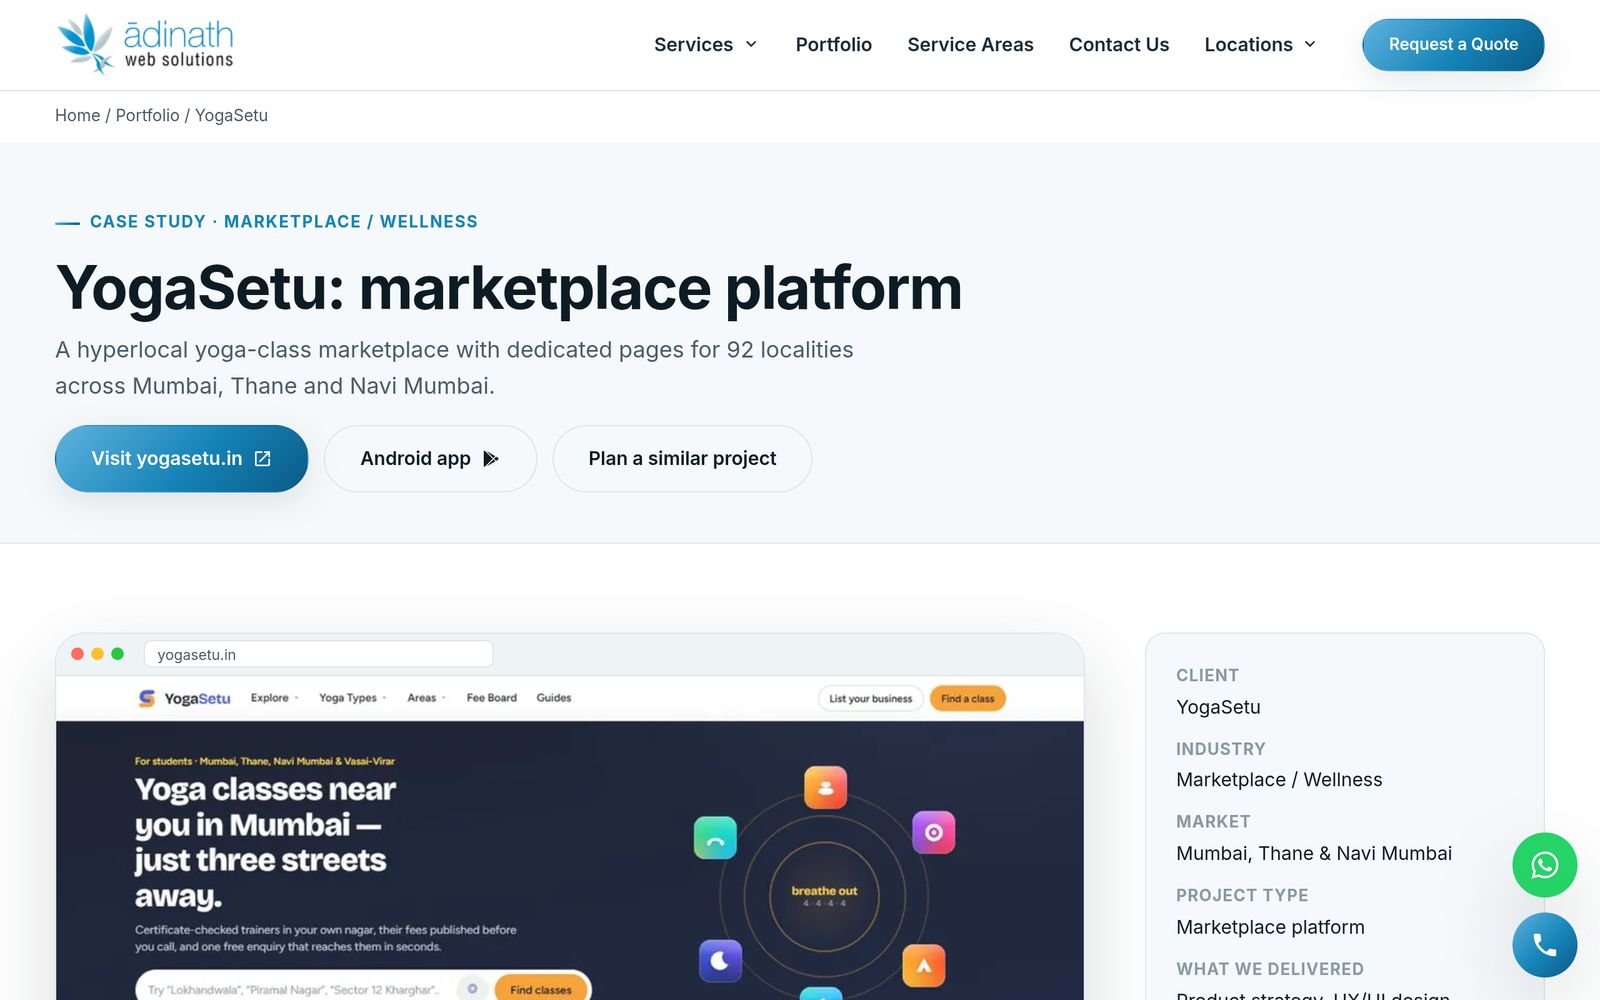 ādinath
web solutions
Services
Portfolio
Service Areas
Contact Us
Locations
Request a Quote
Home / Portfolio / YogaSetu
CASE STUDY · MARKETPLACE / WELLNESS
YogaSetu: marketplace platform
A hyperlocal yoga-class marketplace with dedicated pages for 92 localities
across Mumbai, Thane and Navi Mumbai.
Visit yogasetu.in
Android app
Plan a similar project
yogasetu.in
YogaSetu
Explore
Yoga Types
Areas
Fee Board
Guides
List your business
Find a class
For students · Mumbai, Thane, Navi Mumbai & Vasai-Virar
Yoga classes near
you in Mumbai —
just three streets
away.
Certificate-checked trainers in your own nagar, their fees published before
you call, and one free enquiry that reaches them in seconds.
Try "Lokhandwala", "Piramal Nagar", "Sector 12 Kharghar"..
Find classes
breathe out
4 · 4 · 4 · 4
CLIENT
YogaSetu
INDUSTRY
Marketplace / Wellness
MARKET
Mumbai, Thane & Navi Mumbai
PROJECT TYPE
Marketplace platform
WHAT WE DELIVERED
Product strategy, UX/UI design,